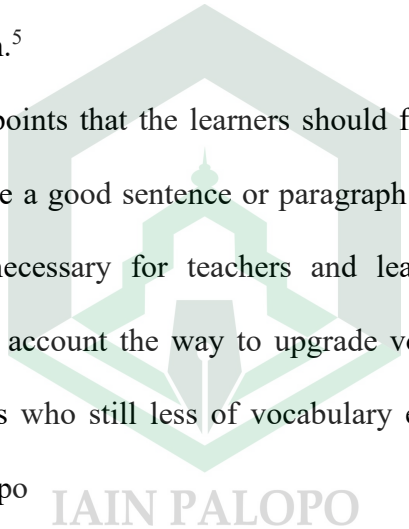 n.⁵
points that the learners should f
e a good sentence or paragraph
necessary for teachers and lea
account the way to upgrade vo
s who still less of vocabulary e
po
IAIN PALOPO